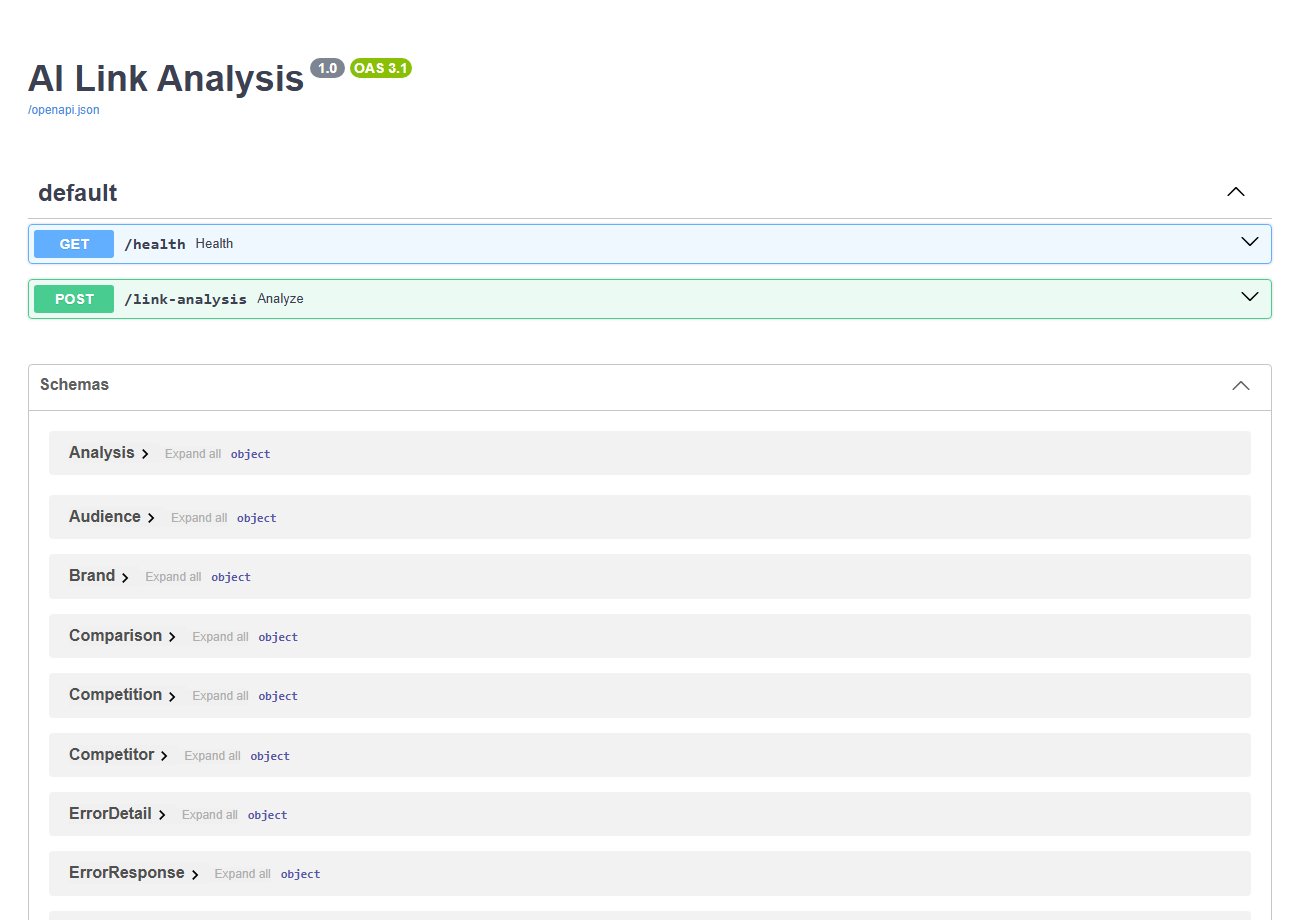 AI Link Analysis 1.0 OAS 3.1
/openapi.json
default
GET /health Health
POST /link-analysis Analyze
Schemas
Analysis Expand all object
Audience Expand all object
Brand Expand all object
Comparison Expand all object
Competition Expand all object
Competitor Expand all object
ErrorDetail Expand all object
ErrorResponse Expand all object